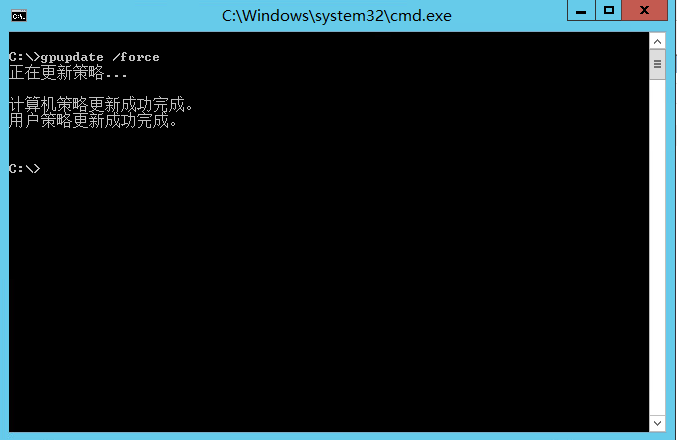 C:\Windows\system32\cmd.exe
C:\>gpupdate /force
正在更新策略...
计算机策略更新成功完成。
用户策略更新成功完成。
C:\>